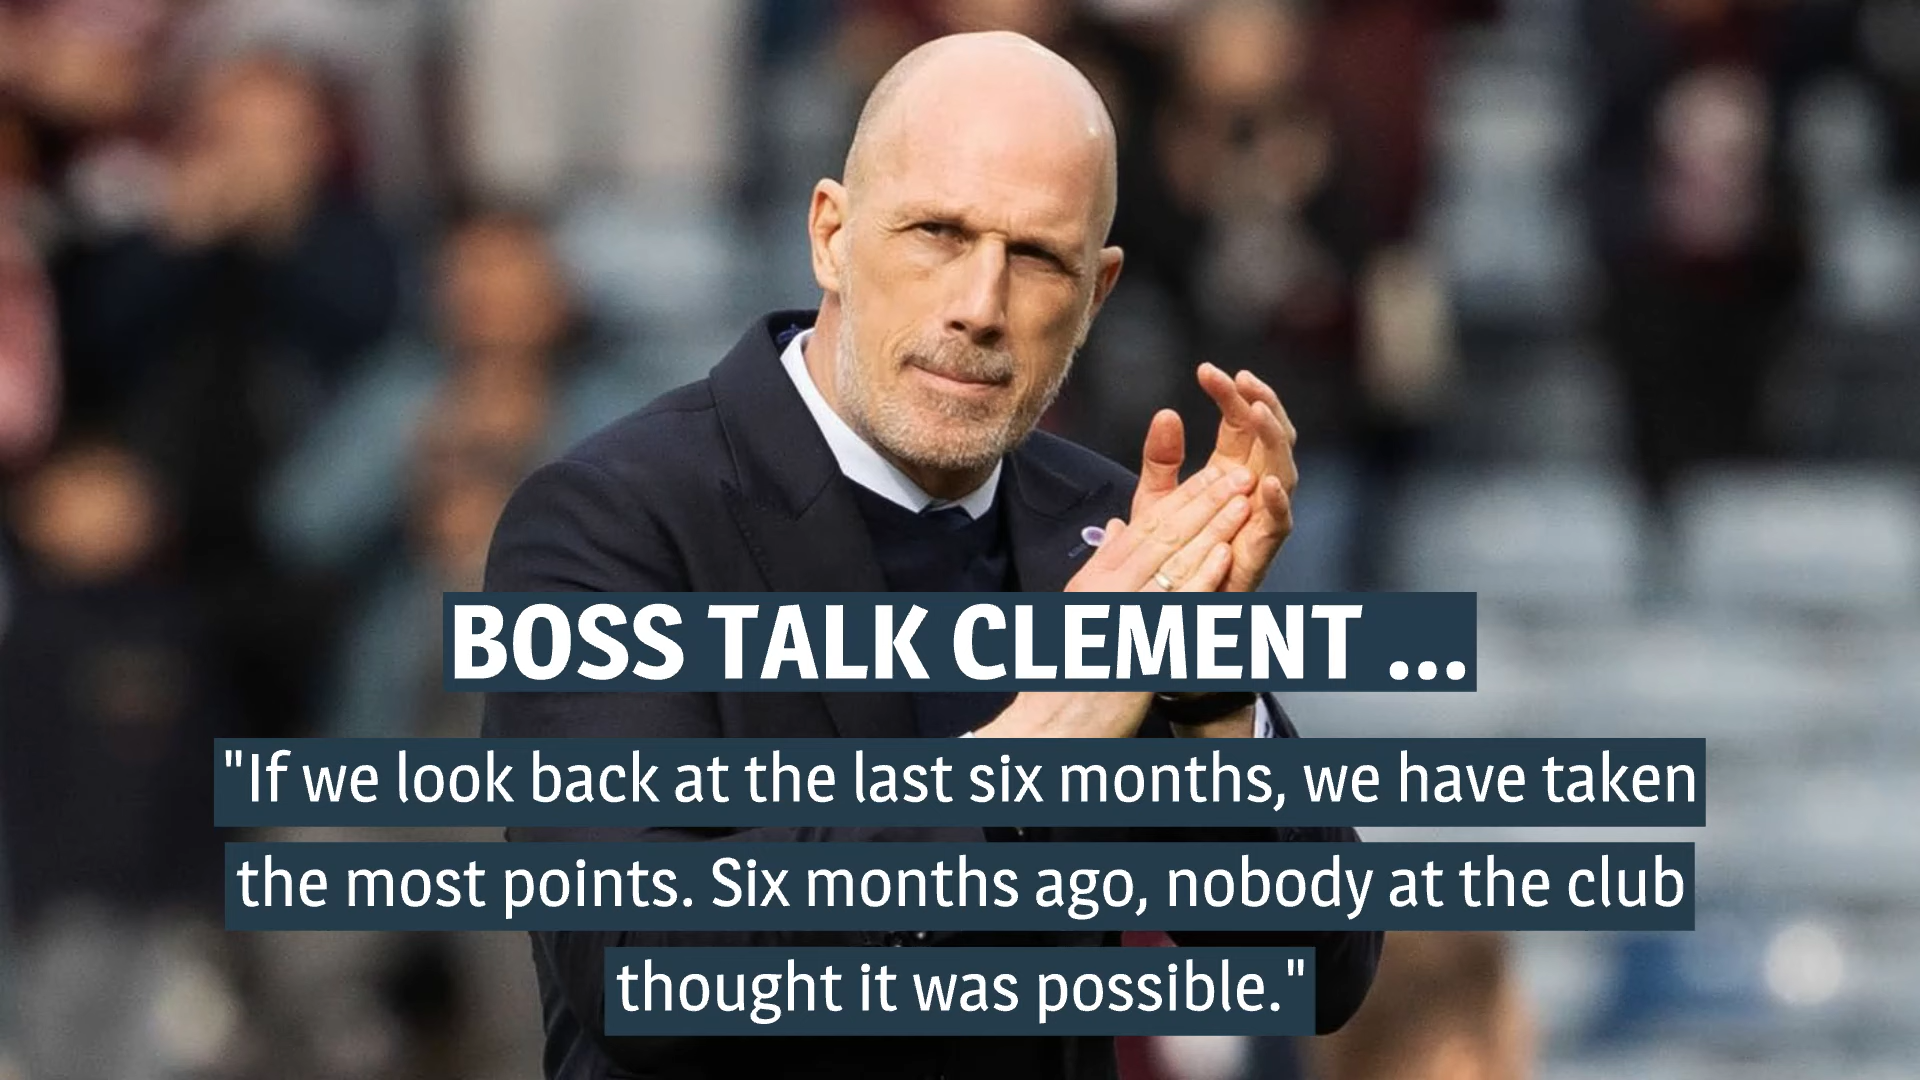 BOSS TALK CLEMENT ...
"If we look back at the last six months, we have taken
the most points. Six months ago, nobody at the club
thought it was possible."